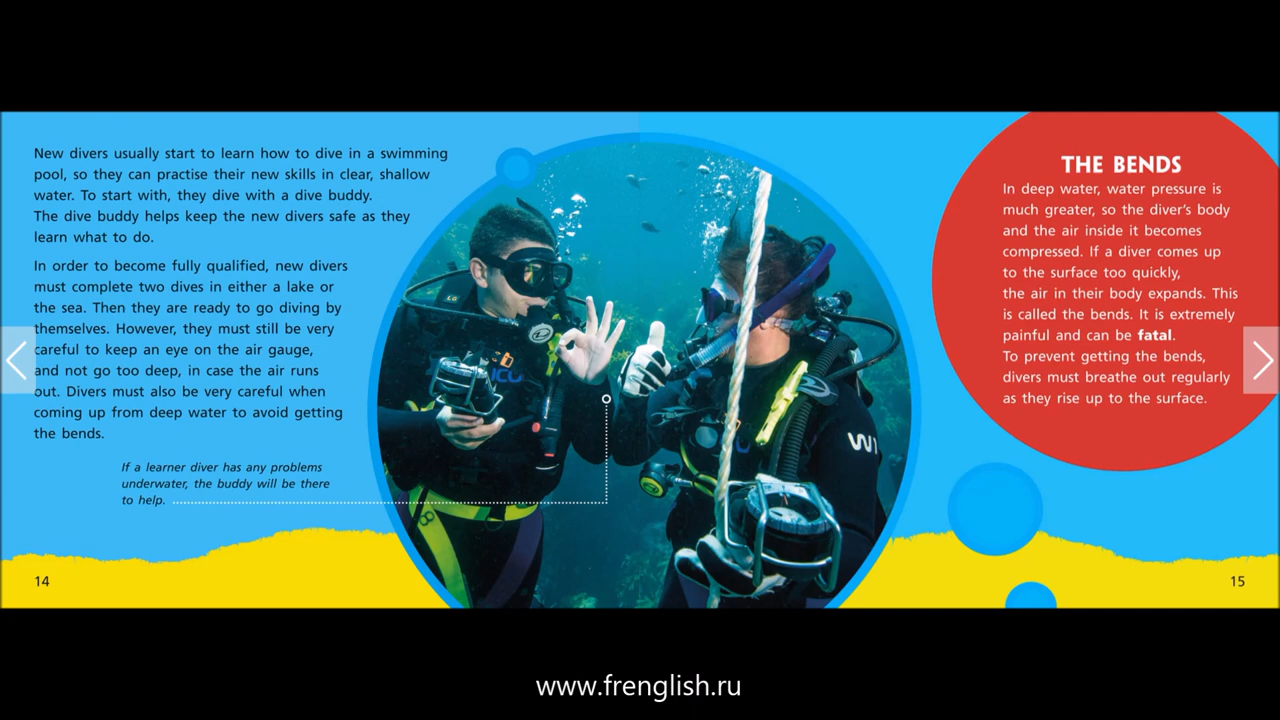 New divers usually start to learn how to dive in a swimming
pool, so they can practise their new skills in clear, shallow
water. To start with, they dive with a dive buddy.
The dive buddy helps keep the new divers safe as they
learn what to do.
In order to become fully qualified, new divers
must complete two dives in either a lake or
the sea. Then they are ready to go diving by
themselves. However, they must still be very
careful to keep an eye on the air gauge,
and not go too deep, in case the air runs
out. Divers must also be very careful when
coming up from deep water to avoid getting
the bends.
If a learner diver has any problems
underwater, the buddy will be there
to help.
14
THE BENDS
In deep water, water pressure is
much greater, so the diver's body
and the air inside it becomes
compressed. If a diver comes up
to the surface too quickly,
the air in their body expands. This
is called the bends. It is extremely
painful and can be fatal.
To prevent getting the bends,
divers must breathe out regularly
as they rise up to the surface.
15
www.frenglish.ru